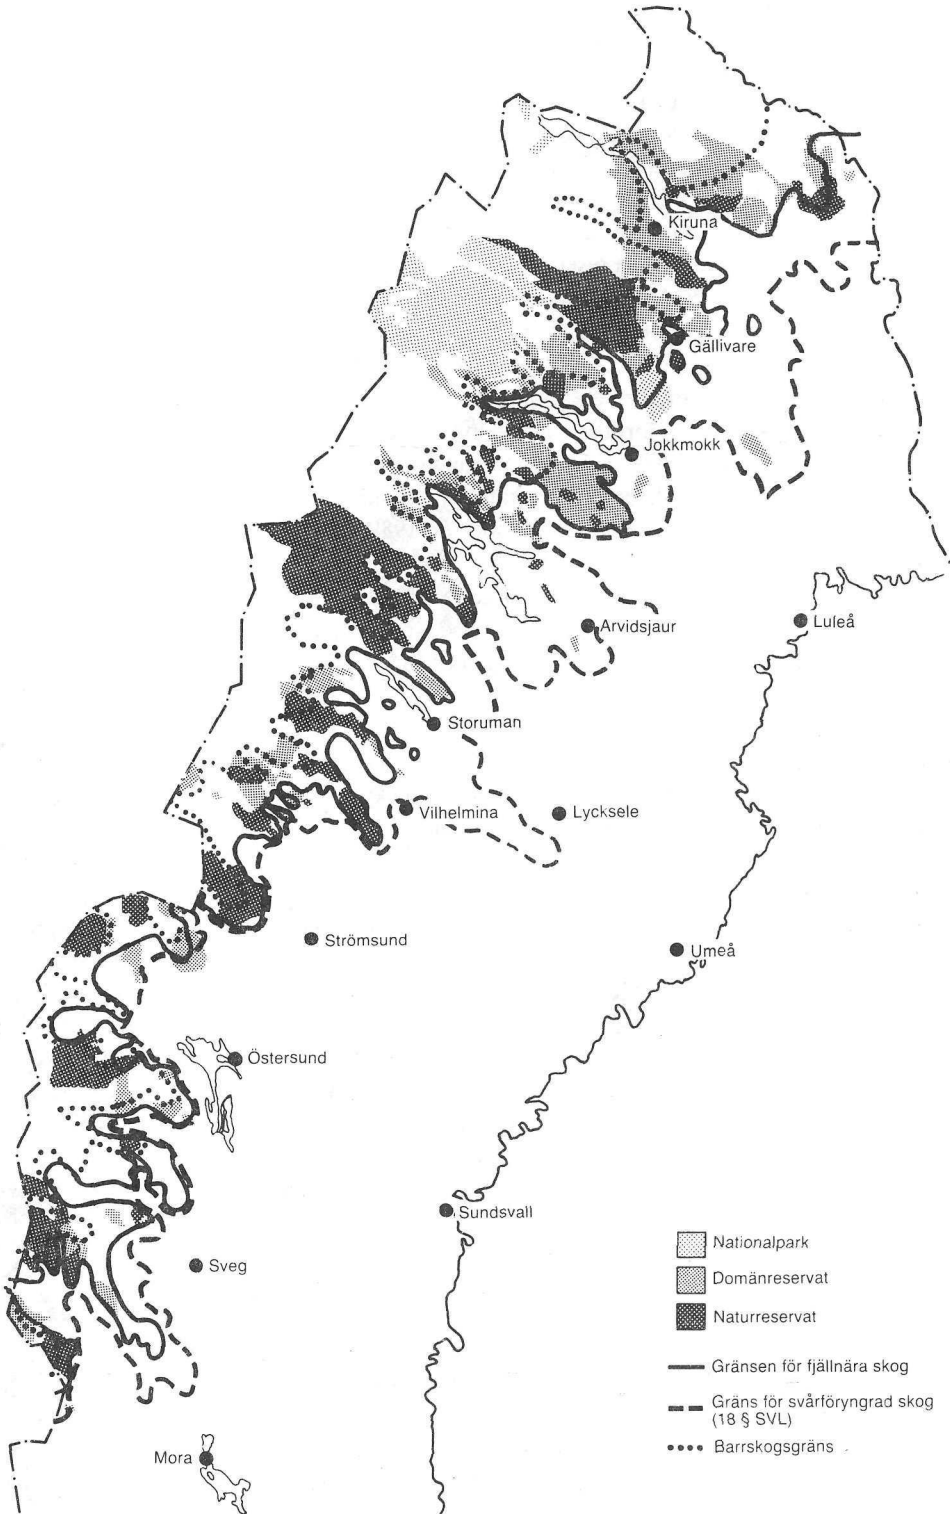 Kiruna
Gällivare
Jokkmokk
Arvidsjaur
Luleå
Storuman
Vilhelmina
Lycksele
Strömsund
Umeå
Östersund
Sundsvall
Sveg
Mora
Nationalpark
Domänreservat
Naturreservat
Gränsen för fjällnära skog
Gräns för svårföryngrad skog
(18 § SVL)
Barrskogsgräns